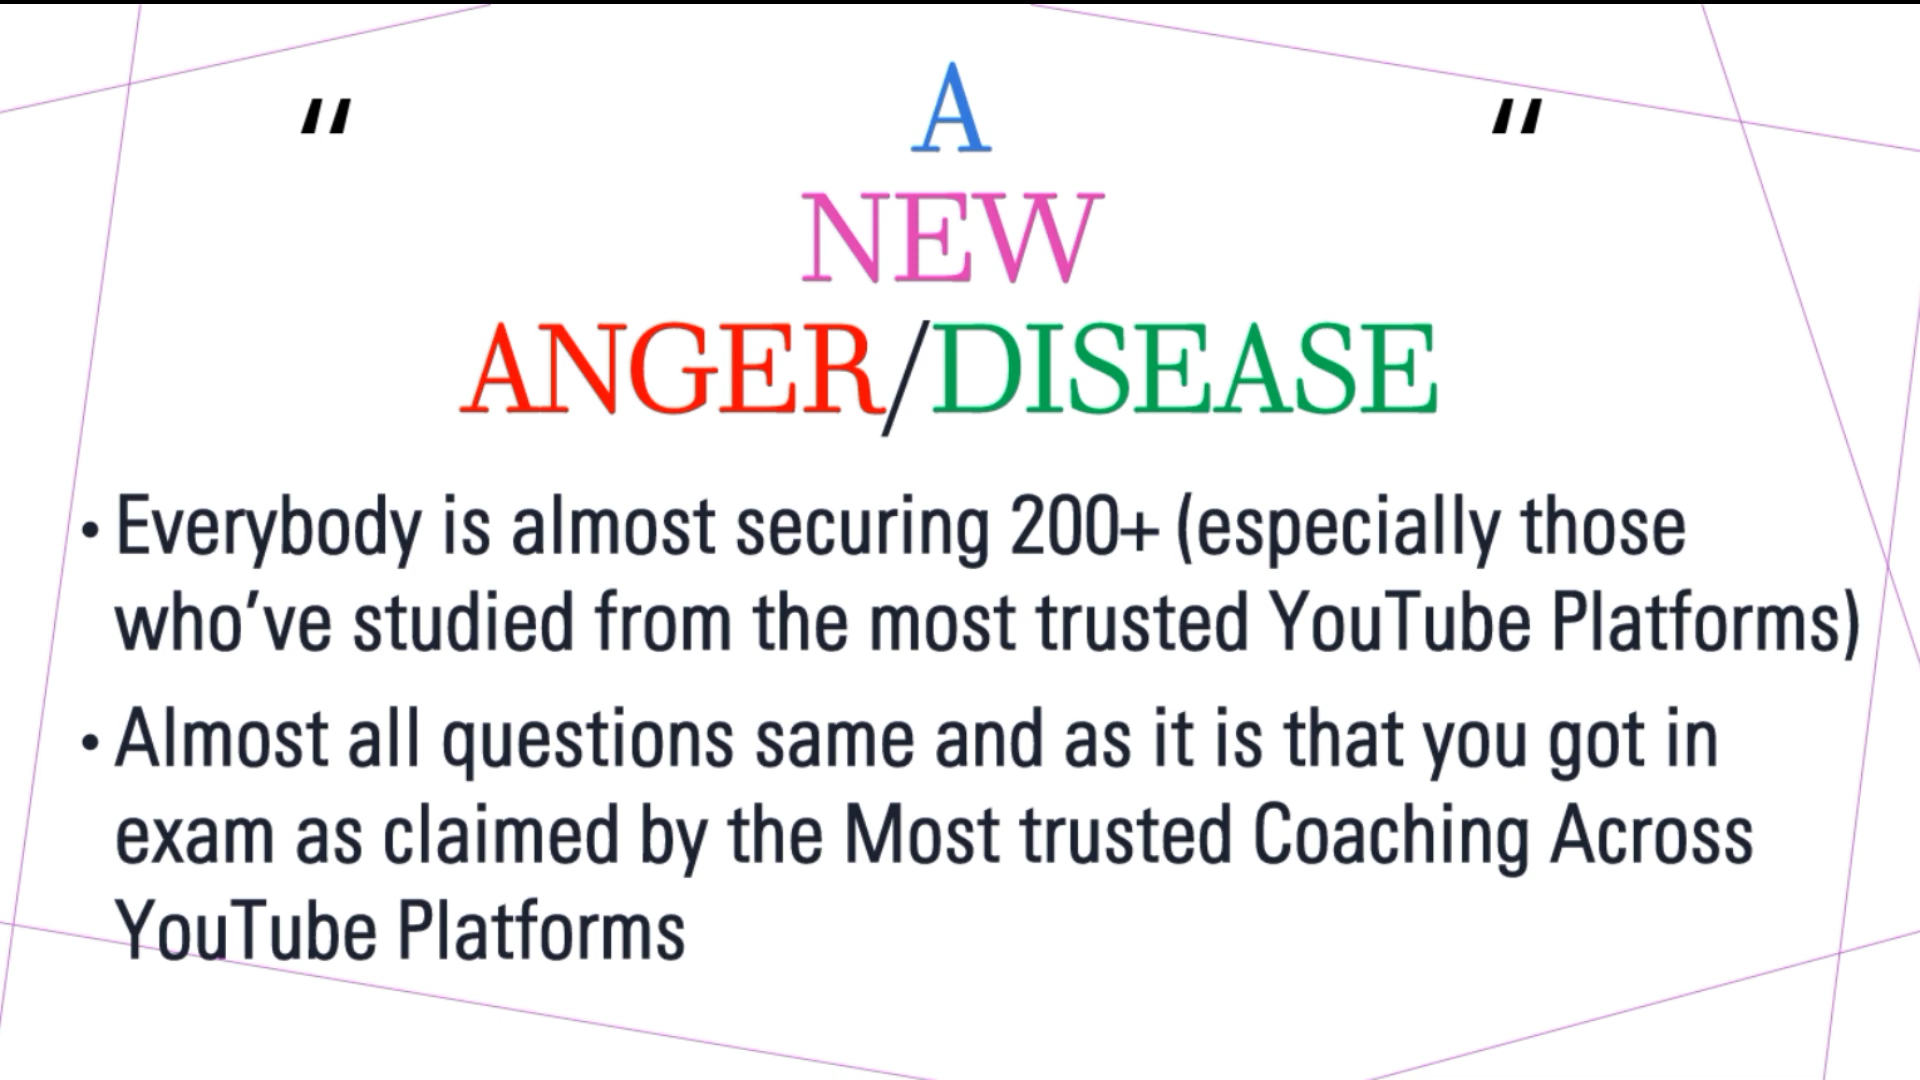 "
A
"
NEW
ANGER/DISEASE
• Everybody is almost securing 200+ (especially those
who've studied from the most trusted YouTube Platforms)
• Almost all questions same and as it is that you got in
exam as claimed by the Most trusted Coaching Across
YouTube Platforms